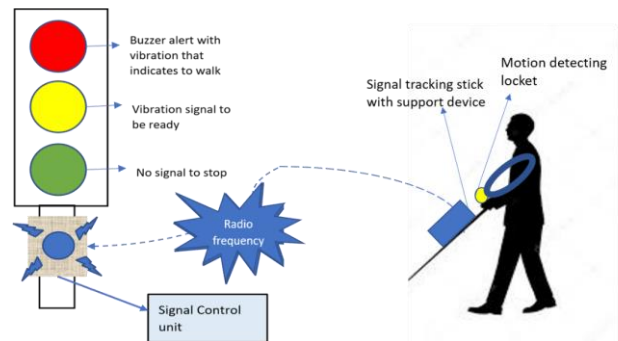 Buzzer alert with
vibration that
indicates to walk
Vibration signal to
be ready
No signal to stop
Radio
frequency
Signal Control
unit
Signal tracking stick
with support device
Motion detecting
locket